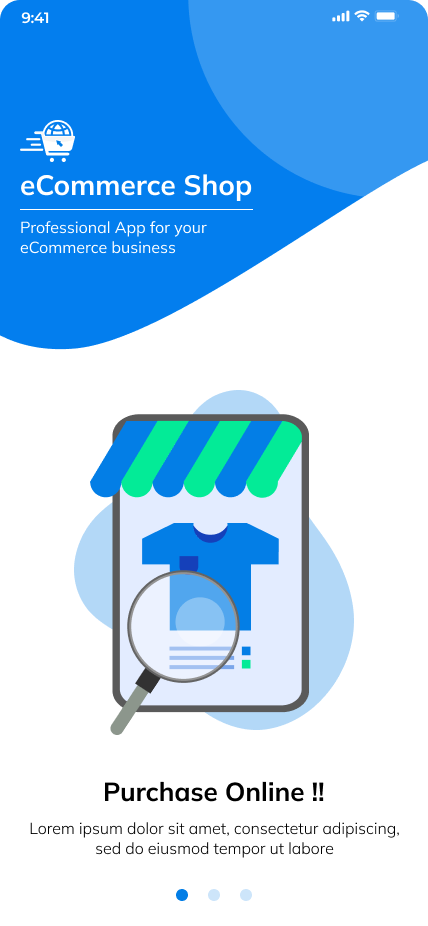 9:41
eCommerce Shop
Professional App for your
eCommerce business
Purchase Online !!
Lorem ipsum dolor sit amet, consectetur adipiscing,
sed do eiusmod tempor ut labore